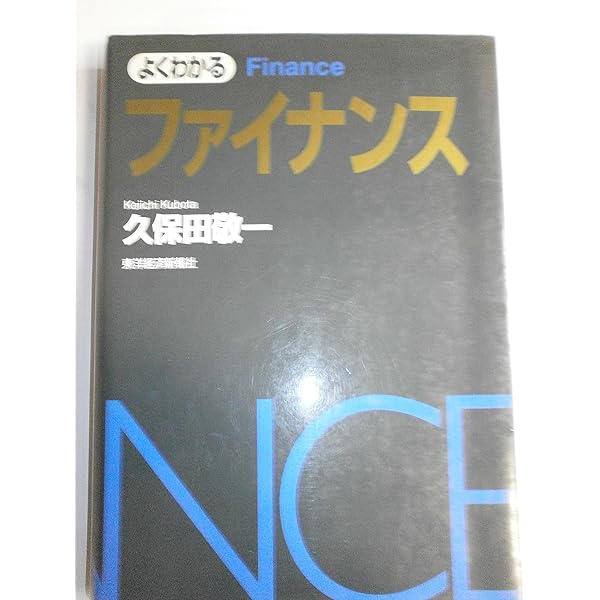 よくわかる Finance
ファイナンス
Keiichi Kubota
久保田敬一
東洋経済新報社
NCE